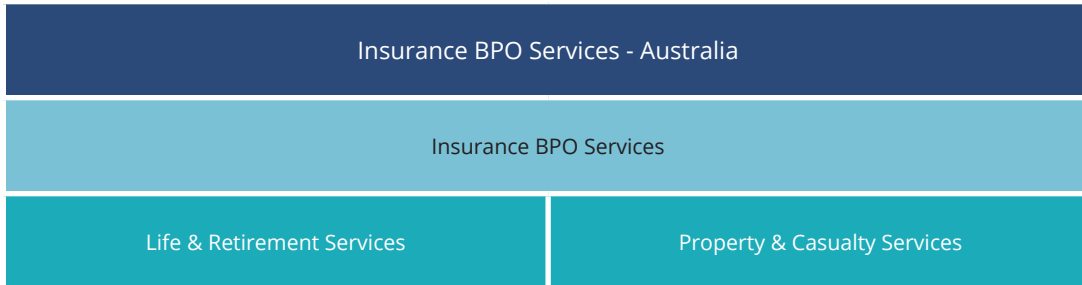 Insurance BPO Services - Australia
Insurance BPO Services
Life & Retirement Services
Property & Casualty Services